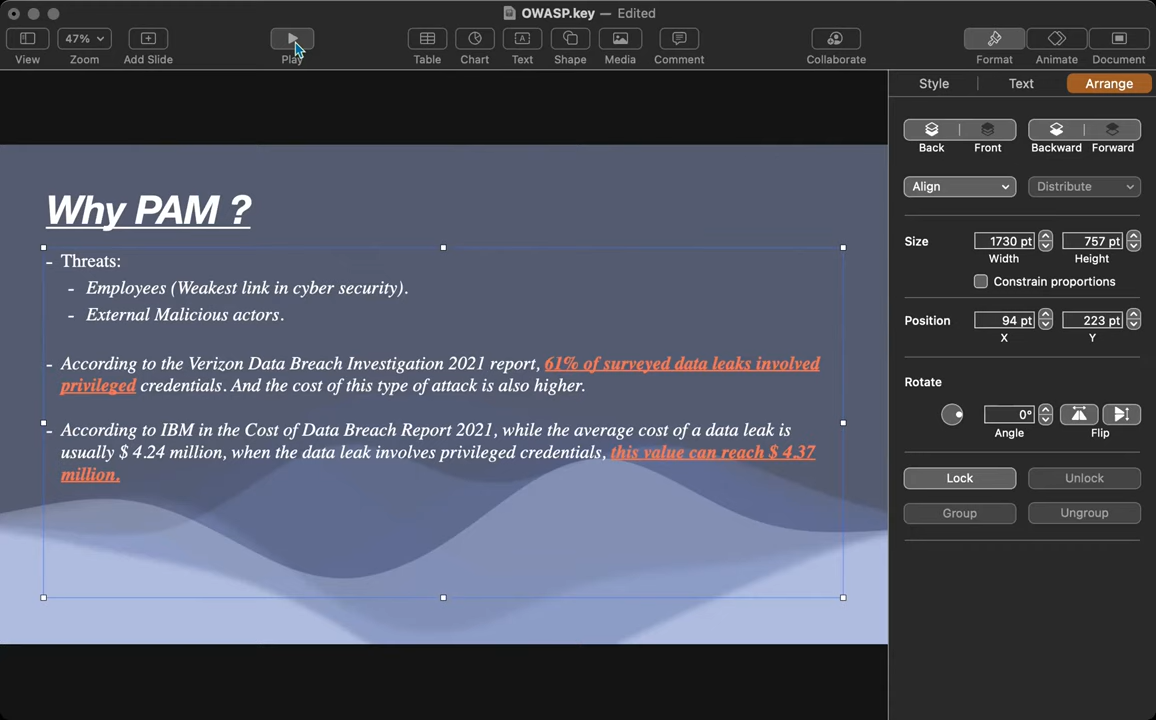 OWASP.key — Edited
47%
View
Zoom
Add Slide
Play
Table
Chart
Text
Shape
Media
Comment
Collaborate
Format
Animate
Document
Style
Text
Arrange
Back
Front
Backward
Forward
Align
Distribute
Size
1730 pt
757 pt
Width
Height
Constrain proportions
Position
94 pt
223 pt
X
Y
Rotate
0°
Angle
Flip
Lock
Unlock
Group
Ungroup
Why PAM ?
- Threats:
- Employees (Weakest link in cyber security).
- External Malicious actors.
- According to the Verizon Data Breach Investigation 2021 report, 61% of surveyed data leaks involved
privileged credentials. And the cost of this type of attack is also higher.
- According to IBM in the Cost of Data Breach Report 2021, while the average cost of a data leak is
usually $ 4.24 million, when the data leak involves privileged credentials, this value can reach $ 4.37
million.